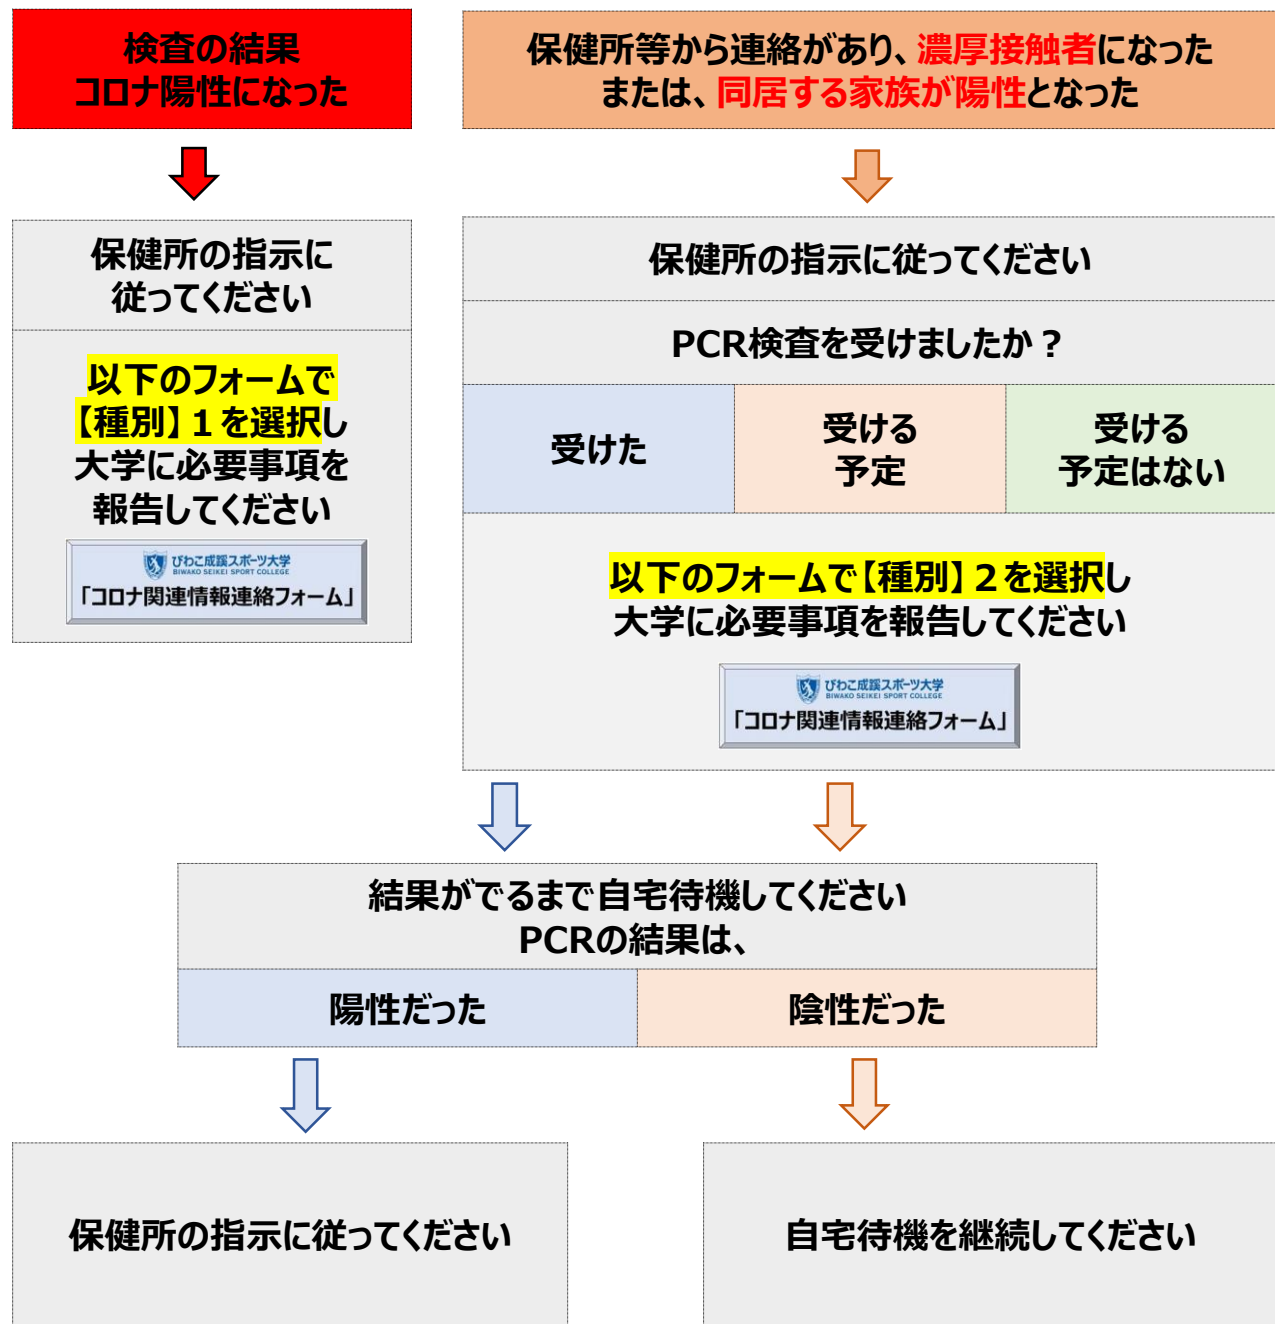 検査の結果
コロナ陽性になった
保健所の指示に
従ってください
以下のフォームで
【種別】１を選択し
大学に必要事項を
報告してください
びわこ成蹊スポーツ大学
BIWAKO SEIKEI SPORT COLLEGE
「コロナ関連情報連絡フォーム」
保健所等から連絡があり、濃厚接触者になった
または、同居する家族が陽性となった
保健所の指示に従ってください
PCR検査を受けましたか？
受けた
受ける
予定
受ける
予定はない
以下のフォームで【種別】２を選択し
大学に必要事項を報告してください
びわこ成蹊スポーツ大学
BIWAKO SEIKEI SPORT COLLEGE
「コロナ関連情報連絡フォーム」
結果がでるまで自宅待機してください
PCRの結果は、
陽性だった
陰性だった
保健所の指示に従ってください
自宅待機を継続してください